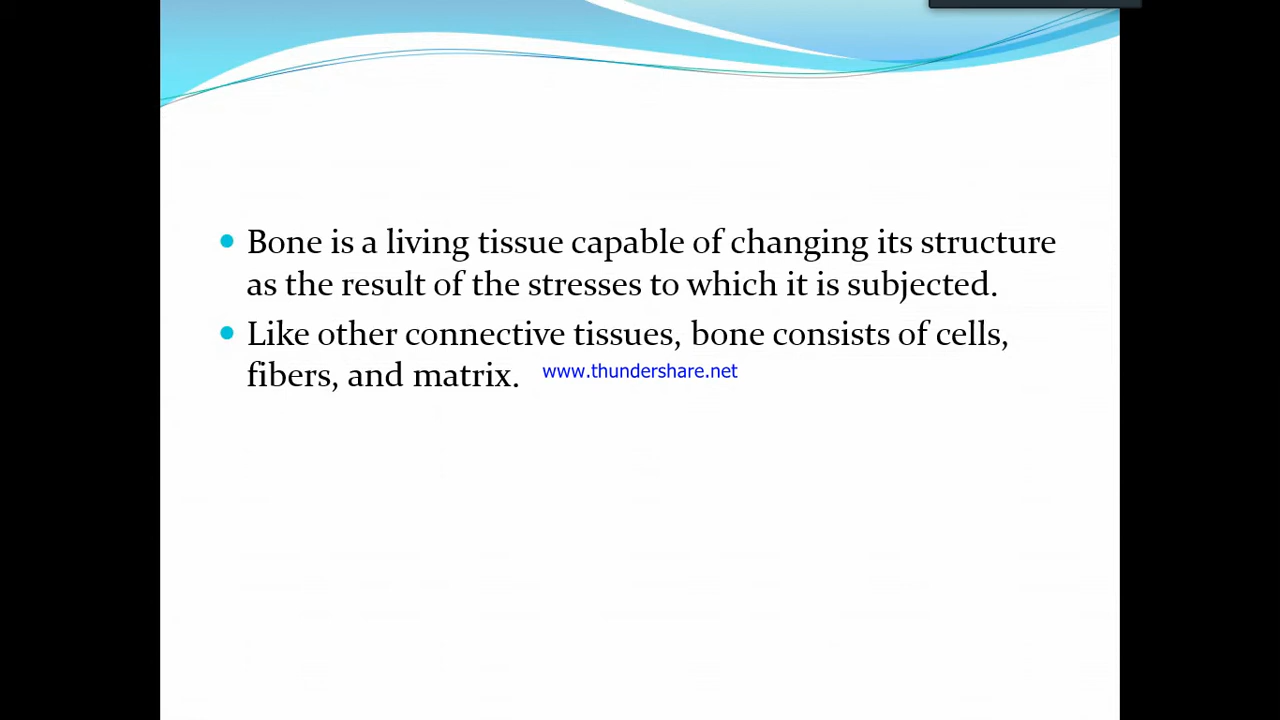 Bone is a living tissue capable of changing its structure
as the result of the stresses to which it is subjected.
Like other connective tissues, bone consists of cells,
fibers, and matrix. www.thundershare.net